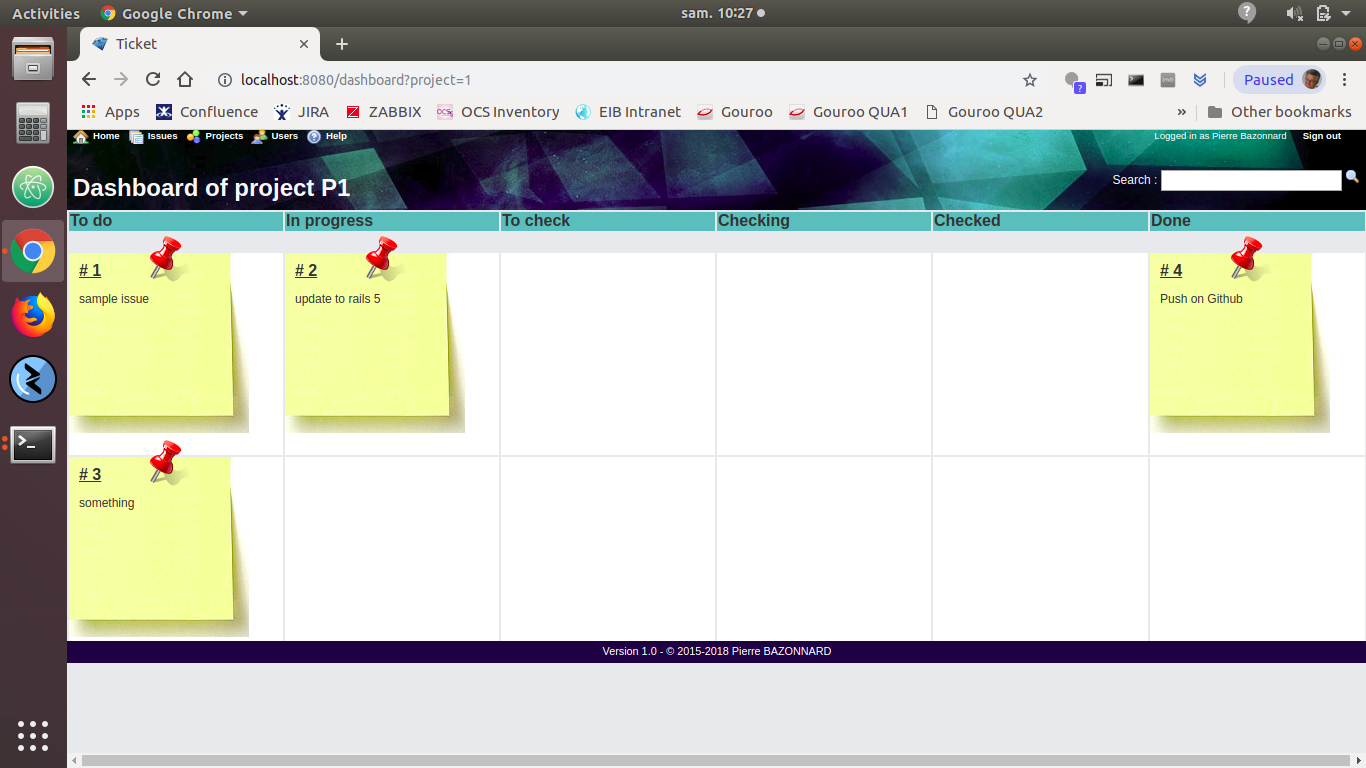 Activities Google Chrome sam. 10:27
Ticket
localhost:8080/dashboard?project=1 Paused
Apps Confluence JIRA ZABBIX OCS Inventory EIB Intranet Gouroo Gouroo QUA1 Gouroo QUA2 » Other bookmarks
Home Issues Projects Users Help Logged in as Pierre Bazonnard Sign out
Dashboard of project P1 Search :
To do In progress To check Checking Checked Done
# 1 # 2 # 4
sample issue update to rails 5 Push on Github
# 3
something
Version 1.0 - © 2015-2018 Pierre BAZONNARD